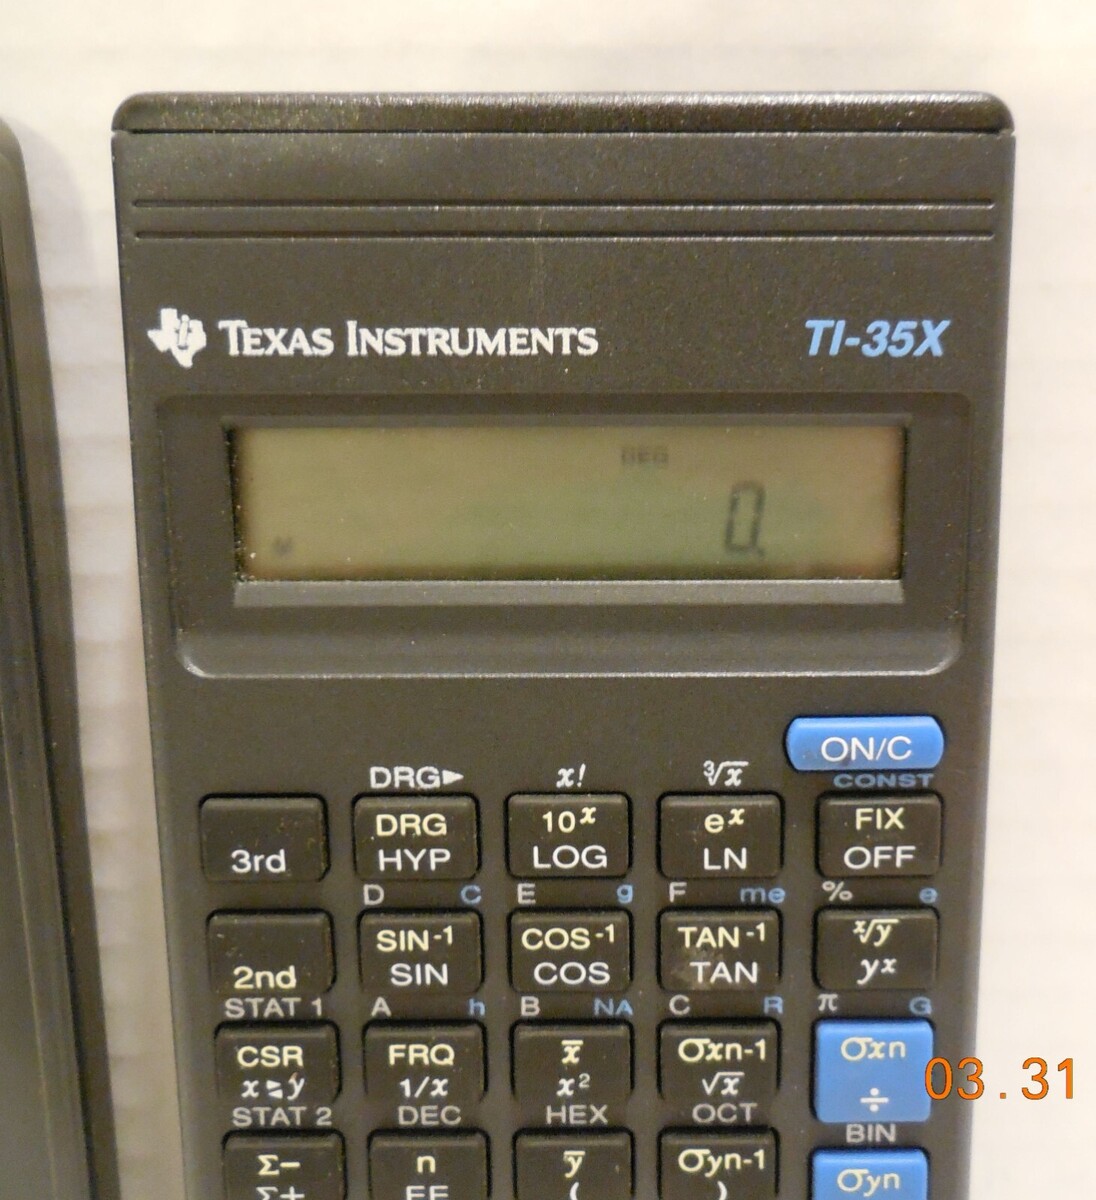 TEXAS INSTRUMENTS TI-35X
DEG
0.
M
ON/C
DRG► x! ³√x CONST
DRG 10ˣ eˣ FIX
3rd HYP LOG LN OFF
D C E g F me % e
SIN⁻¹ COS⁻¹ TAN⁻¹ ˣ√y
2nd SIN COS TAN yˣ
STAT 1 A h B NA C R π G
CSR FRQ x̄ σxn-1 σxn
x⇄y 1/x x² √x ÷
STAT 2 DEC HEX OCT BIN
03.31
Σ- n ȳ σyn-1 σyn
Σ+ EE ( )